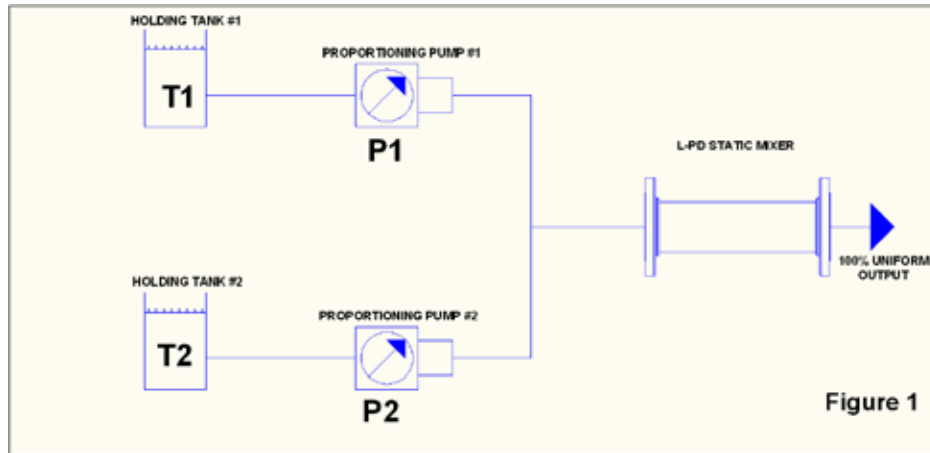 HOLDING TANK #1
PROPORTIONING PUMP #1
T1
P1
L-PD STATIC MIXER
100% UNIFORM
OUTPUT
HOLDING TANK #2
PROPORTIONING PUMP #2
T2
P2
Figure 1